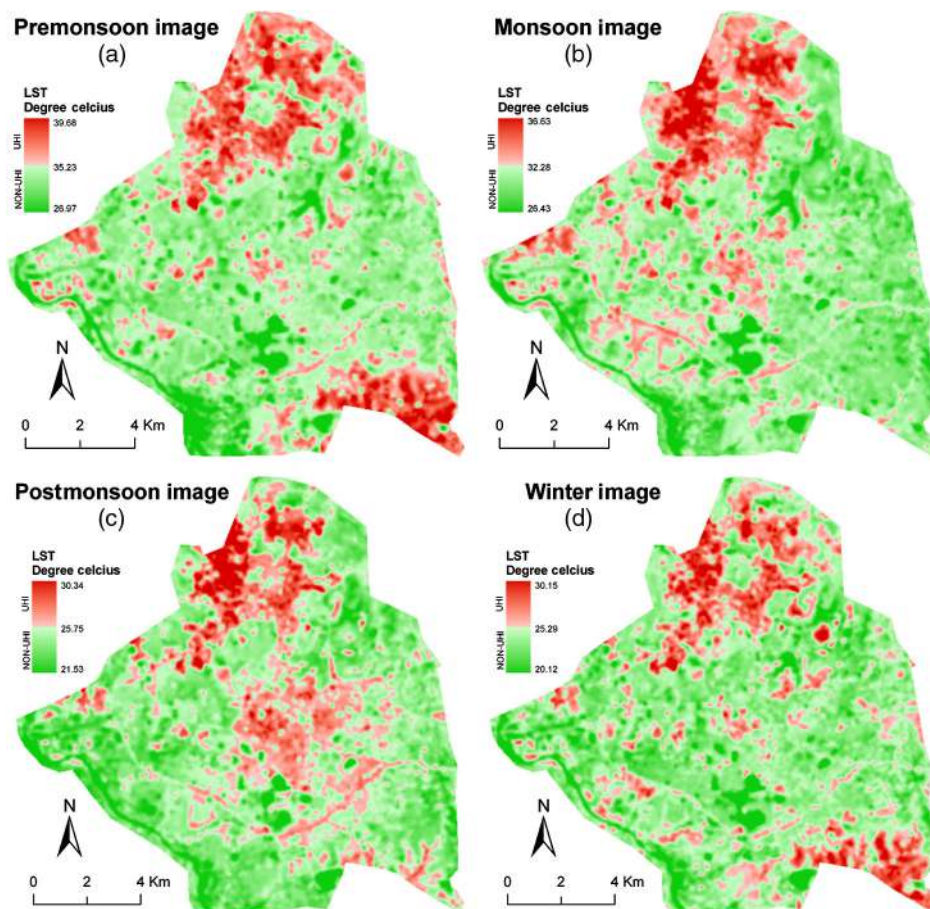 Premonsoon image
(a)
LST
Degree celcius
39.68
UHI
35.23
NON-UHI
26.97
N
0 2 4 Km
Monsoon image
(b)
LST
Degree celcius
36.63
UHI
32.28
NON-UHI
26.43
N
0 2 4 Km
Postmonsoon image
(c)
LST
Degree celcius
30.34
UHI
25.75
NON-UHI
21.53
N
0 2 4 Km
Winter image
(d)
LST
Degree celcius
30.15
UHI
25.29
NON-UHI
20.12
N
0 2 4 Km